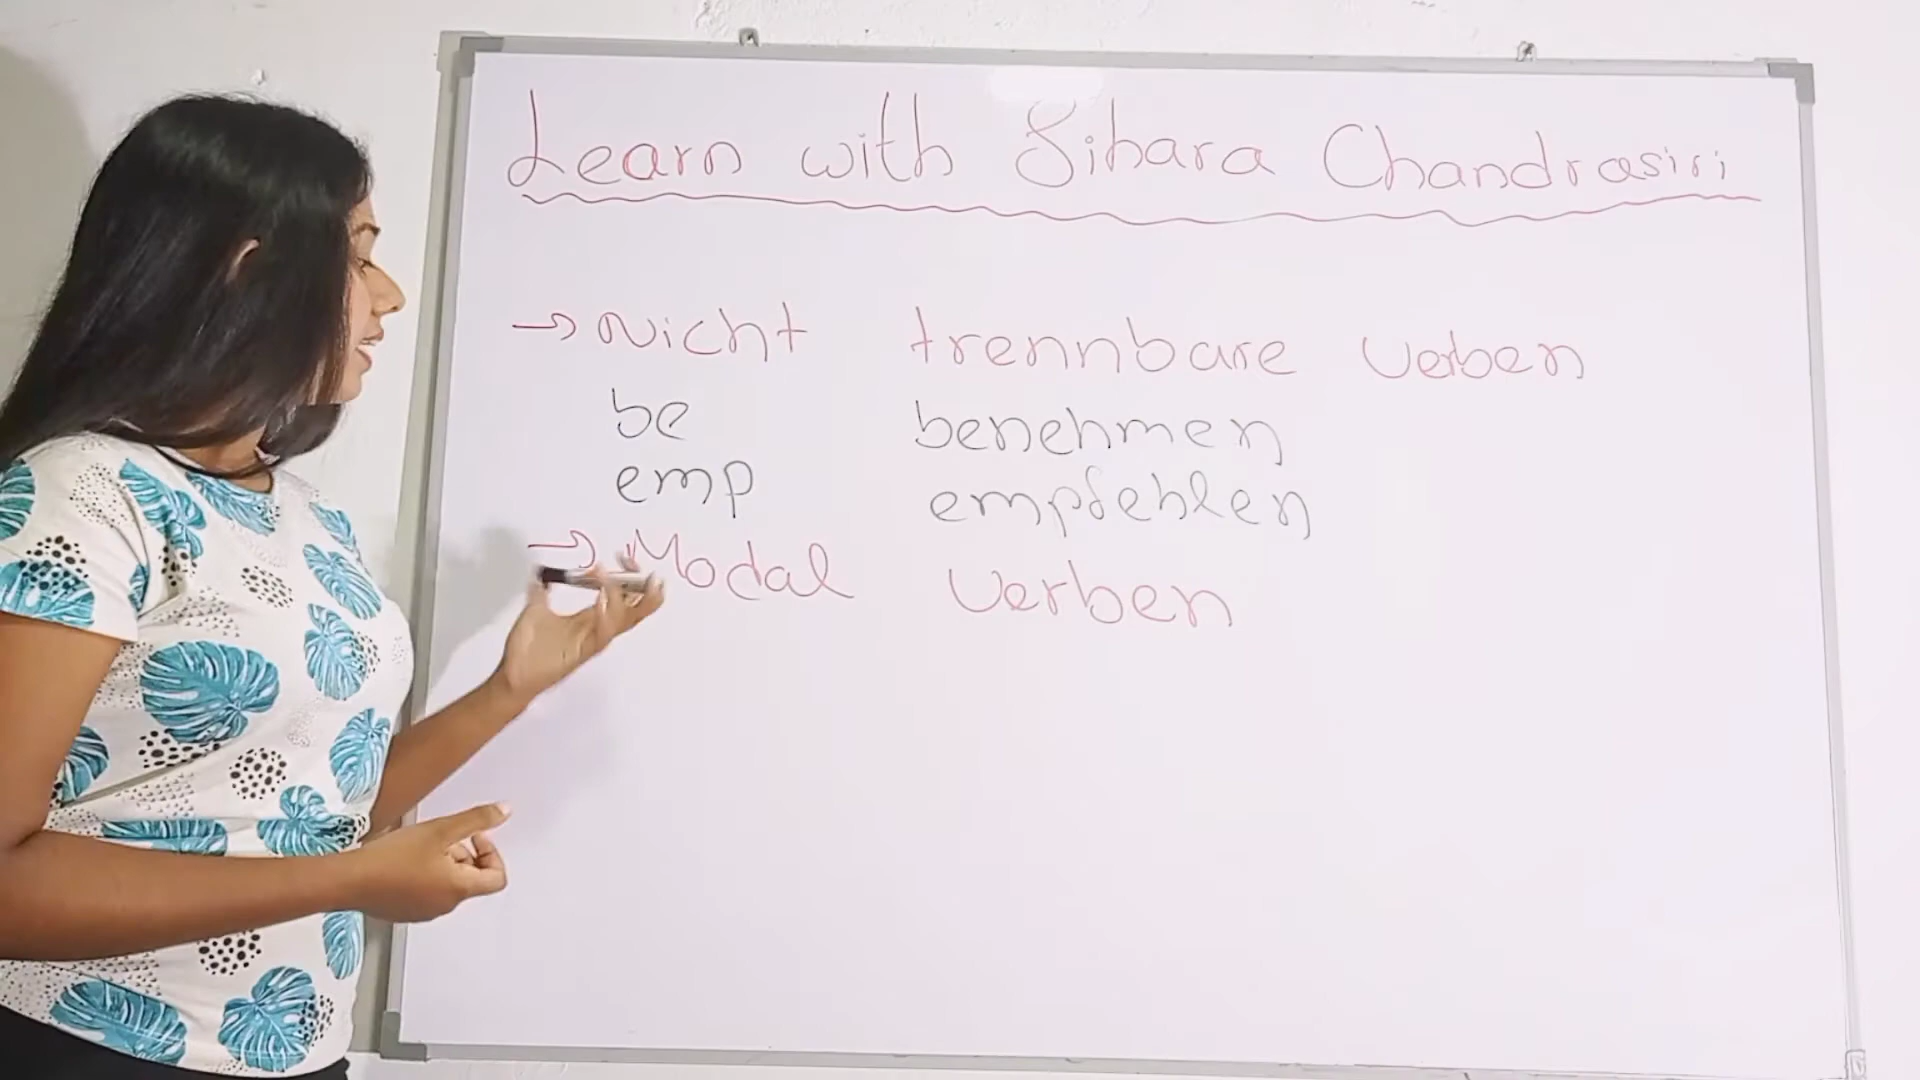 Learn with Sihara Chandrasiri
→ Nicht trennbare Verben
be benehmen
emp empfehlen
→ Modal Verben